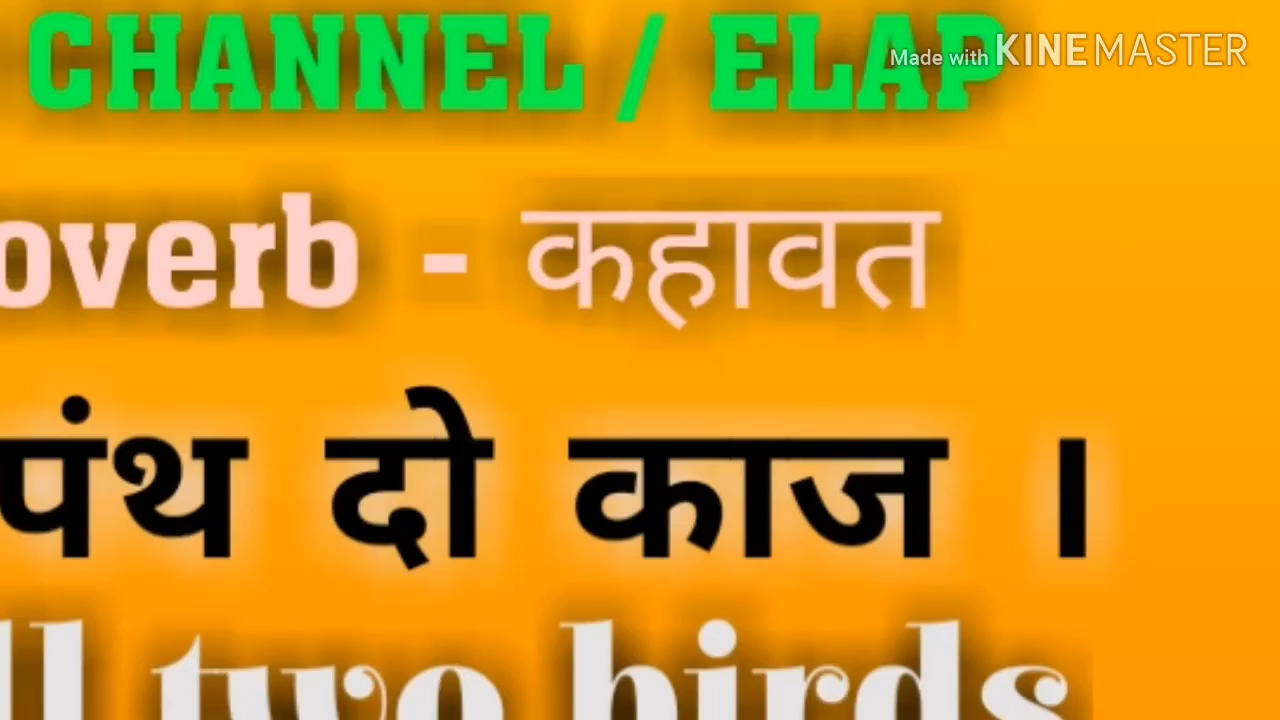 CHANNEL / ELAP
Made with KINEMASTER
overb - कहावत
पंथ दो काज ।
ll two birds